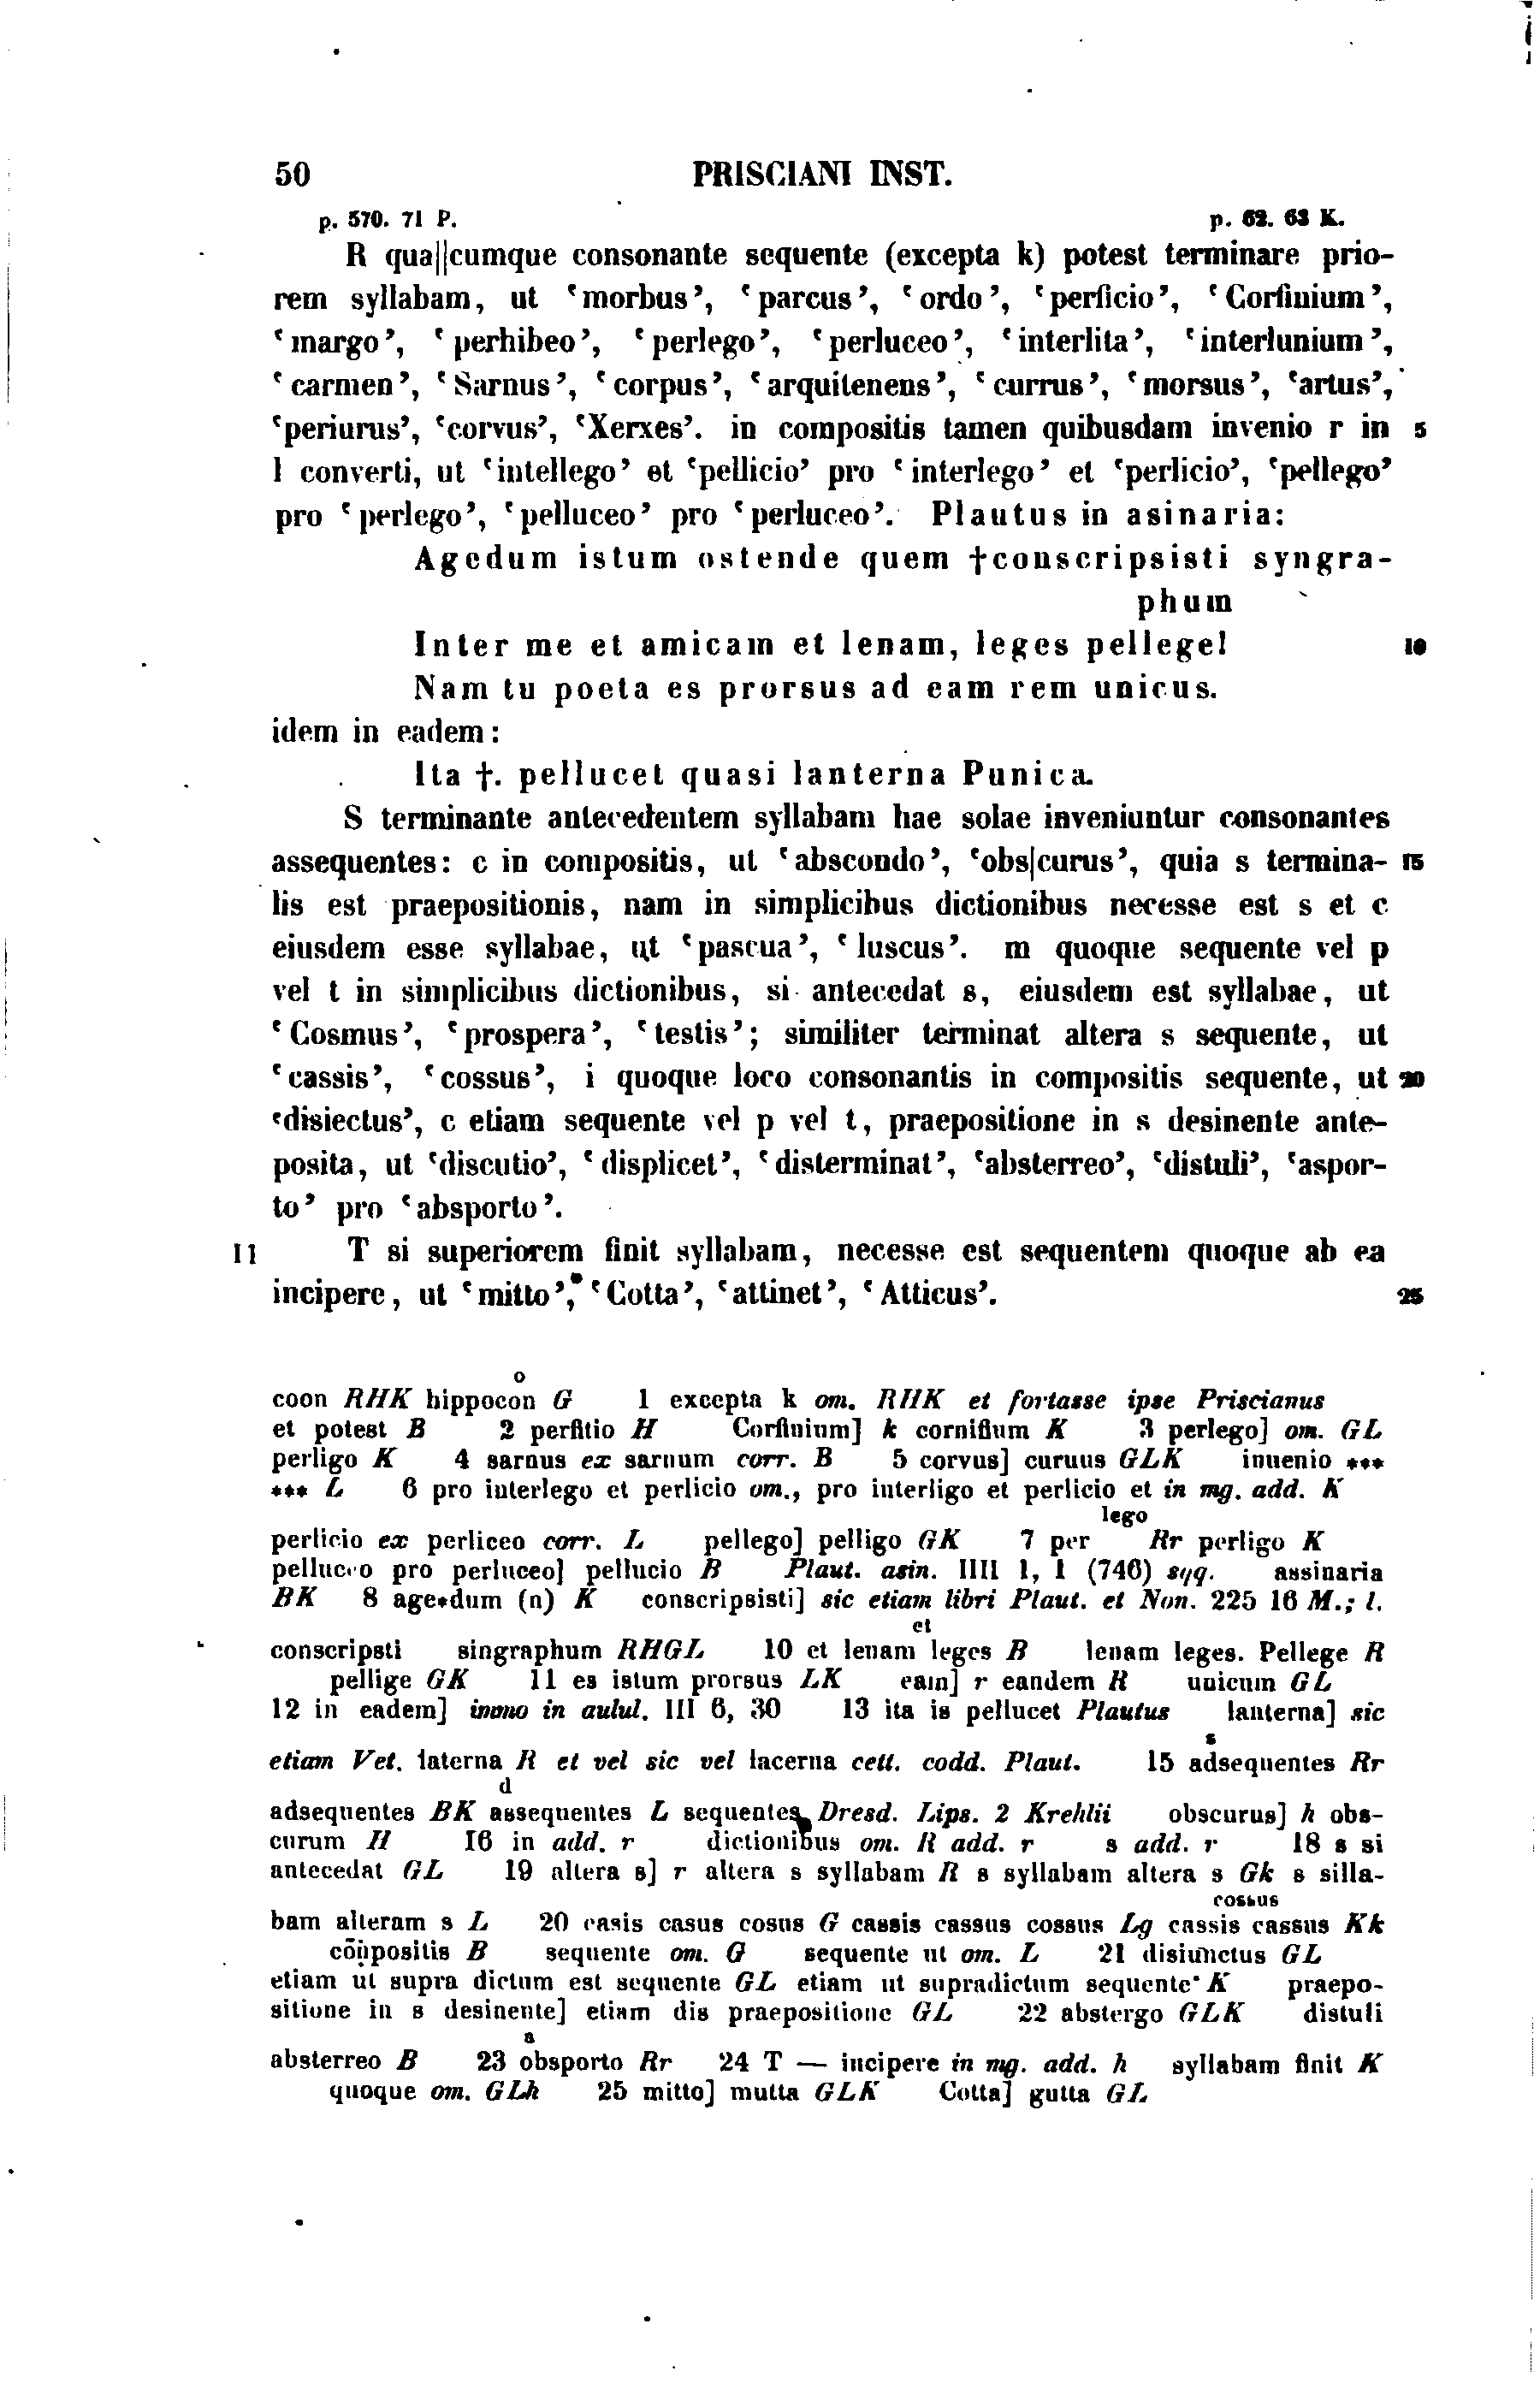 50 PRISCIANI INST.
p. 570. 71 P. p. 62. 63 K.
R qua||cumque consonante sequente (excepta k) potest terminare prio-
rem syllabam, ut ‘morbus’, ‘parcus’, ‘ordo’, ‘perficio’, ‘Corfinium’,
‘margo’, ‘perhibeo’, ‘perlego’, ‘perluceo’, ‘interlita’, ‘interlunium’,
‘carmen’, ‘Sarnus’, ‘corpus’, ‘arquitenens’, ‘currus’, ‘morsus’, ‘artus’,
‘periurus’, ‘corvus’, ‘Xerxes’. in compositis tamen quibusdam invenio r in 5
l converti, ut ‘intellego’ et ‘pellicio’ pro ‘interlego’ et ‘perlicio’, ‘pellego’
pro ‘perlego’, ‘pelluceo’ pro ‘perluceo’. Plautus in asinaria:
Agedum istum ostende quem †conscripsisti syngra-
phum
Inter me et amicam et lenam, leges pellege! 10
Nam tu poeta es prorsus ad eam rem unicus.
idem in eadem:
Ita †. pellucet quasi lanterna Punica.
S terminante antecedentem syllabam hae solae inveniuntur consonantes
assequentes: c in compositis, ut ‘abscondo’, ‘obs|curus’, quia s termina- 15
lis est praepositionis, nam in simplicibus dictionibus necesse est s et c
eiusdem esse syllabae, ut ‘pascua’, ‘luscus’. m quoque sequente vel p
vel t in simplicibus dictionibus, si antecedat s, eiusdem est syllabae, ut
‘Cosmus’, ‘prospera’, ‘testis’; similiter terminat altera s sequente, ut
‘cassis’, ‘cossus’, i quoque loco consonantis in compositis sequente, ut 20
‘disiectus’, c etiam sequente vel p vel t, praepositione in s desinente ante-
posita, ut ‘discutio’, ‘displicet’, ‘disterminat’, ‘absterreo’, ‘distuli’, ‘aspor-
to’ pro ‘absporto’.
11 T si superiorem finit syllabam, necesse est sequentem quoque ab ea
incipere, ut ‘mitto’, ‘Cotta’, ‘attinet’, ‘Atticus’. 25
o
coon RHK hippocon G 1 excepta k om. RHK et fortasse ipse Priscianus
et potest B 2 perfitio H Corfinium] k cornifium K 3 perlego] om. GL
perligo K 4 sarnus ex sarnum corr. B 5 corvus] curuus GLK inuenio ***
*** L 6 pro interlego et perlicio om., pro interligo et perlicio et in mg. add. K
lego
perlicio ex perliceo corr. L pellego] pelligo GK 7 per Rr perligo K
pelluceo pro perluceo] pellucio B Plaut. asin. IIII 1, 1 (746) sqq. assinaria
BK 8 age*dum (n) K conscripsisti] sic etiam libri Plaut. et Non. 225 16 M.; l.
et
conscripsti singraphum RHGL 10 et lenam leges B lenam leges. Pellege R
pellige GK 11 es istum prorsus LK eam] r eandem R unicum GL
12 in eadem] immo in aulul. III 6, 30 13 ita is pellucet Plautus lanterna] sic
s
etiam Vet. laterna R et vel sic vel lacerna cett. codd. Plaut. 15 adsequentes Rr
d
adsequentes BK assequentes L sequentes Dresd. Lips. 2 Krehlii obscurus] h obs-
curum H 16 in add. r dictionibus om. R add. r s add. r 18 s si
antecedat GL 19 altera s] r altera s syllabam R s syllabam altera s Gk s silla-
cossus
bam alteram s L 20 casis casus cosus G cassis cassus cossus Lg cassis cassus Kk
cōnpositis B sequente om. G sequente ut om. L 21 disiunctus GL
etiam ut supra dictum est sequente GL etiam ut supradictum sequente K praepo-
sitione in s desinente] etiam dis praepositione GL 22 abstergo GLK distuli
a
absterreo B 23 obsporto Rr 24 T — incipere in mg. add. h syllabam finit K
quoque om. GLh 25 mitto] mutta GLK Cotta] gutta GL